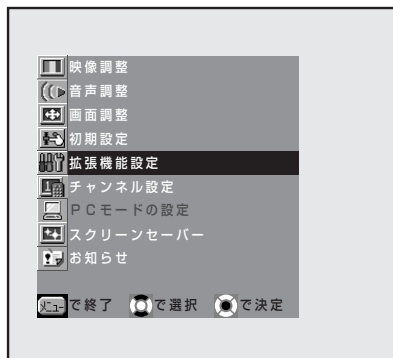 映像調整
音声調整
画面調整
初期設定
拡張機能設定
チャンネル設定
PCモードの設定
スクリーンセーバー
お知らせ
メニューで終了 で選択 で決定